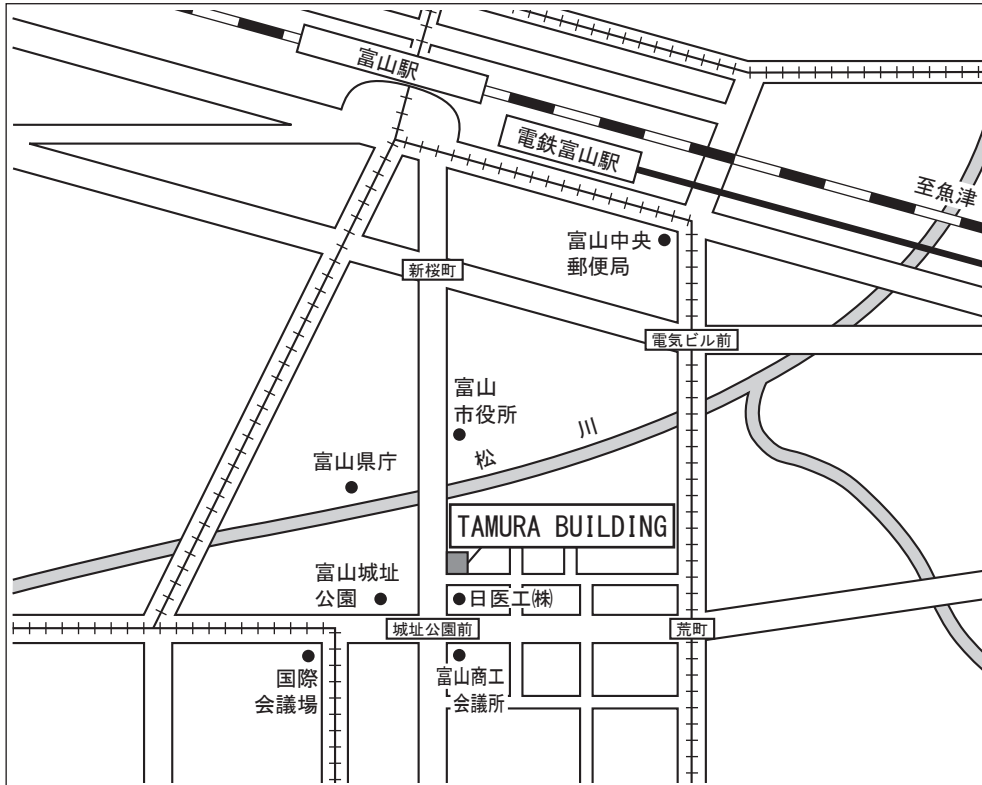 富山駅
電鉄富山駅
至魚津
富山中央
郵便局
新桜町
電気ビル前
富山
市役所
松川
富山県庁
TAMURA BUILDING
富山城址
公園
日医工㈱
城址公園前
荒町
国際
会議場
富山商工
会議所